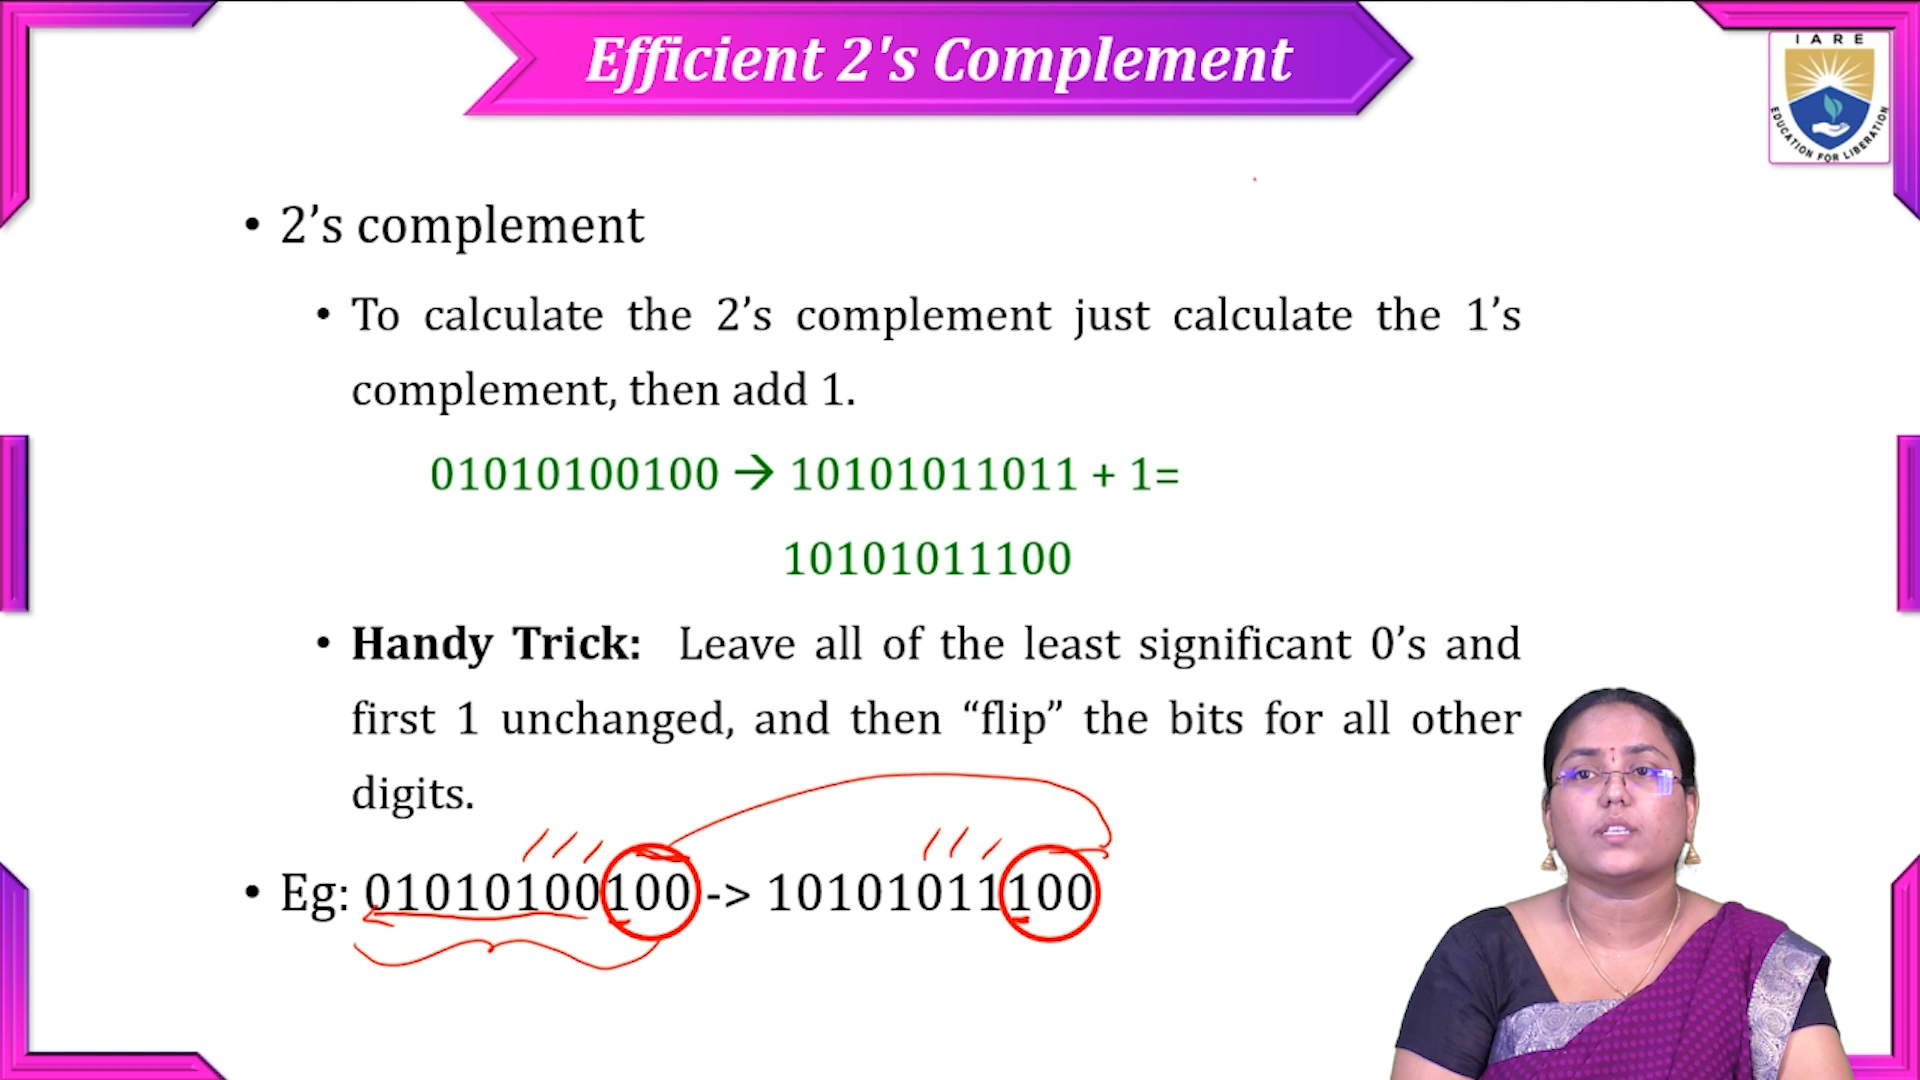 Efficient 2's Complement
IARE
EDUCATION FOR LIBERATION
• 2’s complement
• To calculate the 2’s complement just calculate the 1’s
complement, then add 1.
01010100100 → 10101011011 + 1=
10101011100
• Handy Trick: Leave all of the least significant 0’s and
first 1 unchanged, and then “flip” the bits for all other
digits.
• Eg: 01010100100 -> 10101011100